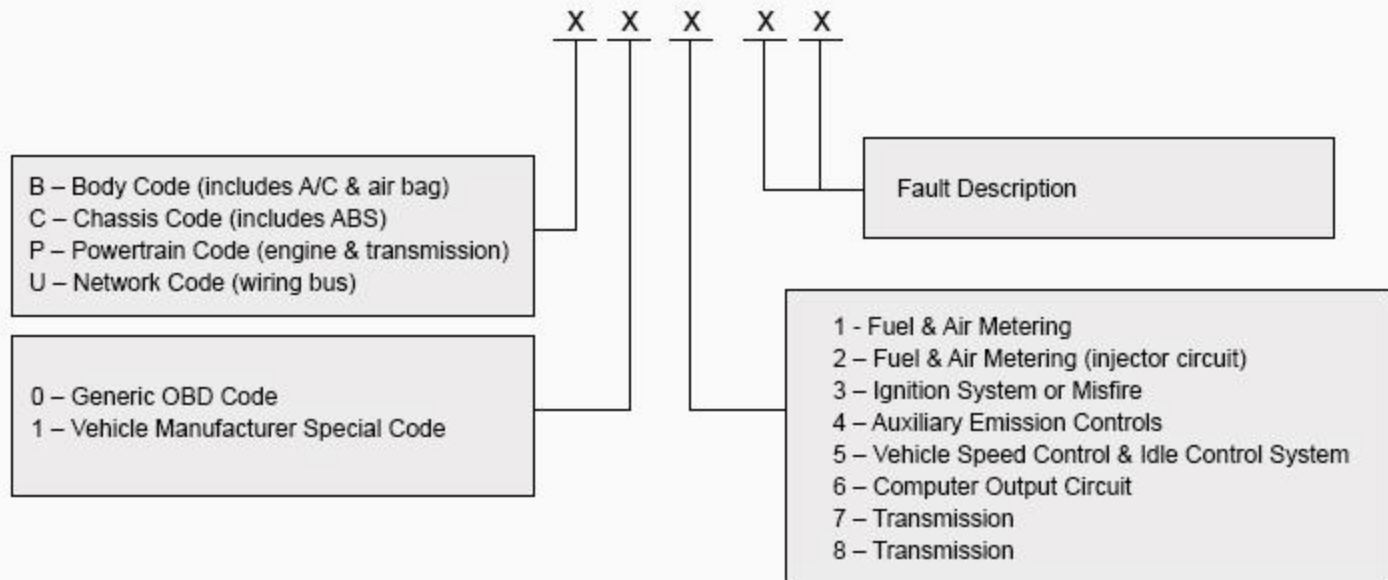 X X X X X
B – Body Code (includes A/C & air bag)
C – Chassis Code (includes ABS)
P – Powertrain Code (engine & transmission)
U – Network Code (wiring bus)
0 – Generic OBD Code
1 – Vehicle Manufacturer Special Code
Fault Description
1 - Fuel & Air Metering
2 – Fuel & Air Metering (injector circuit)
3 – Ignition System or Misfire
4 – Auxiliary Emission Controls
5 – Vehicle Speed Control & Idle Control System
6 – Computer Output Circuit
7 – Transmission
8 – Transmission